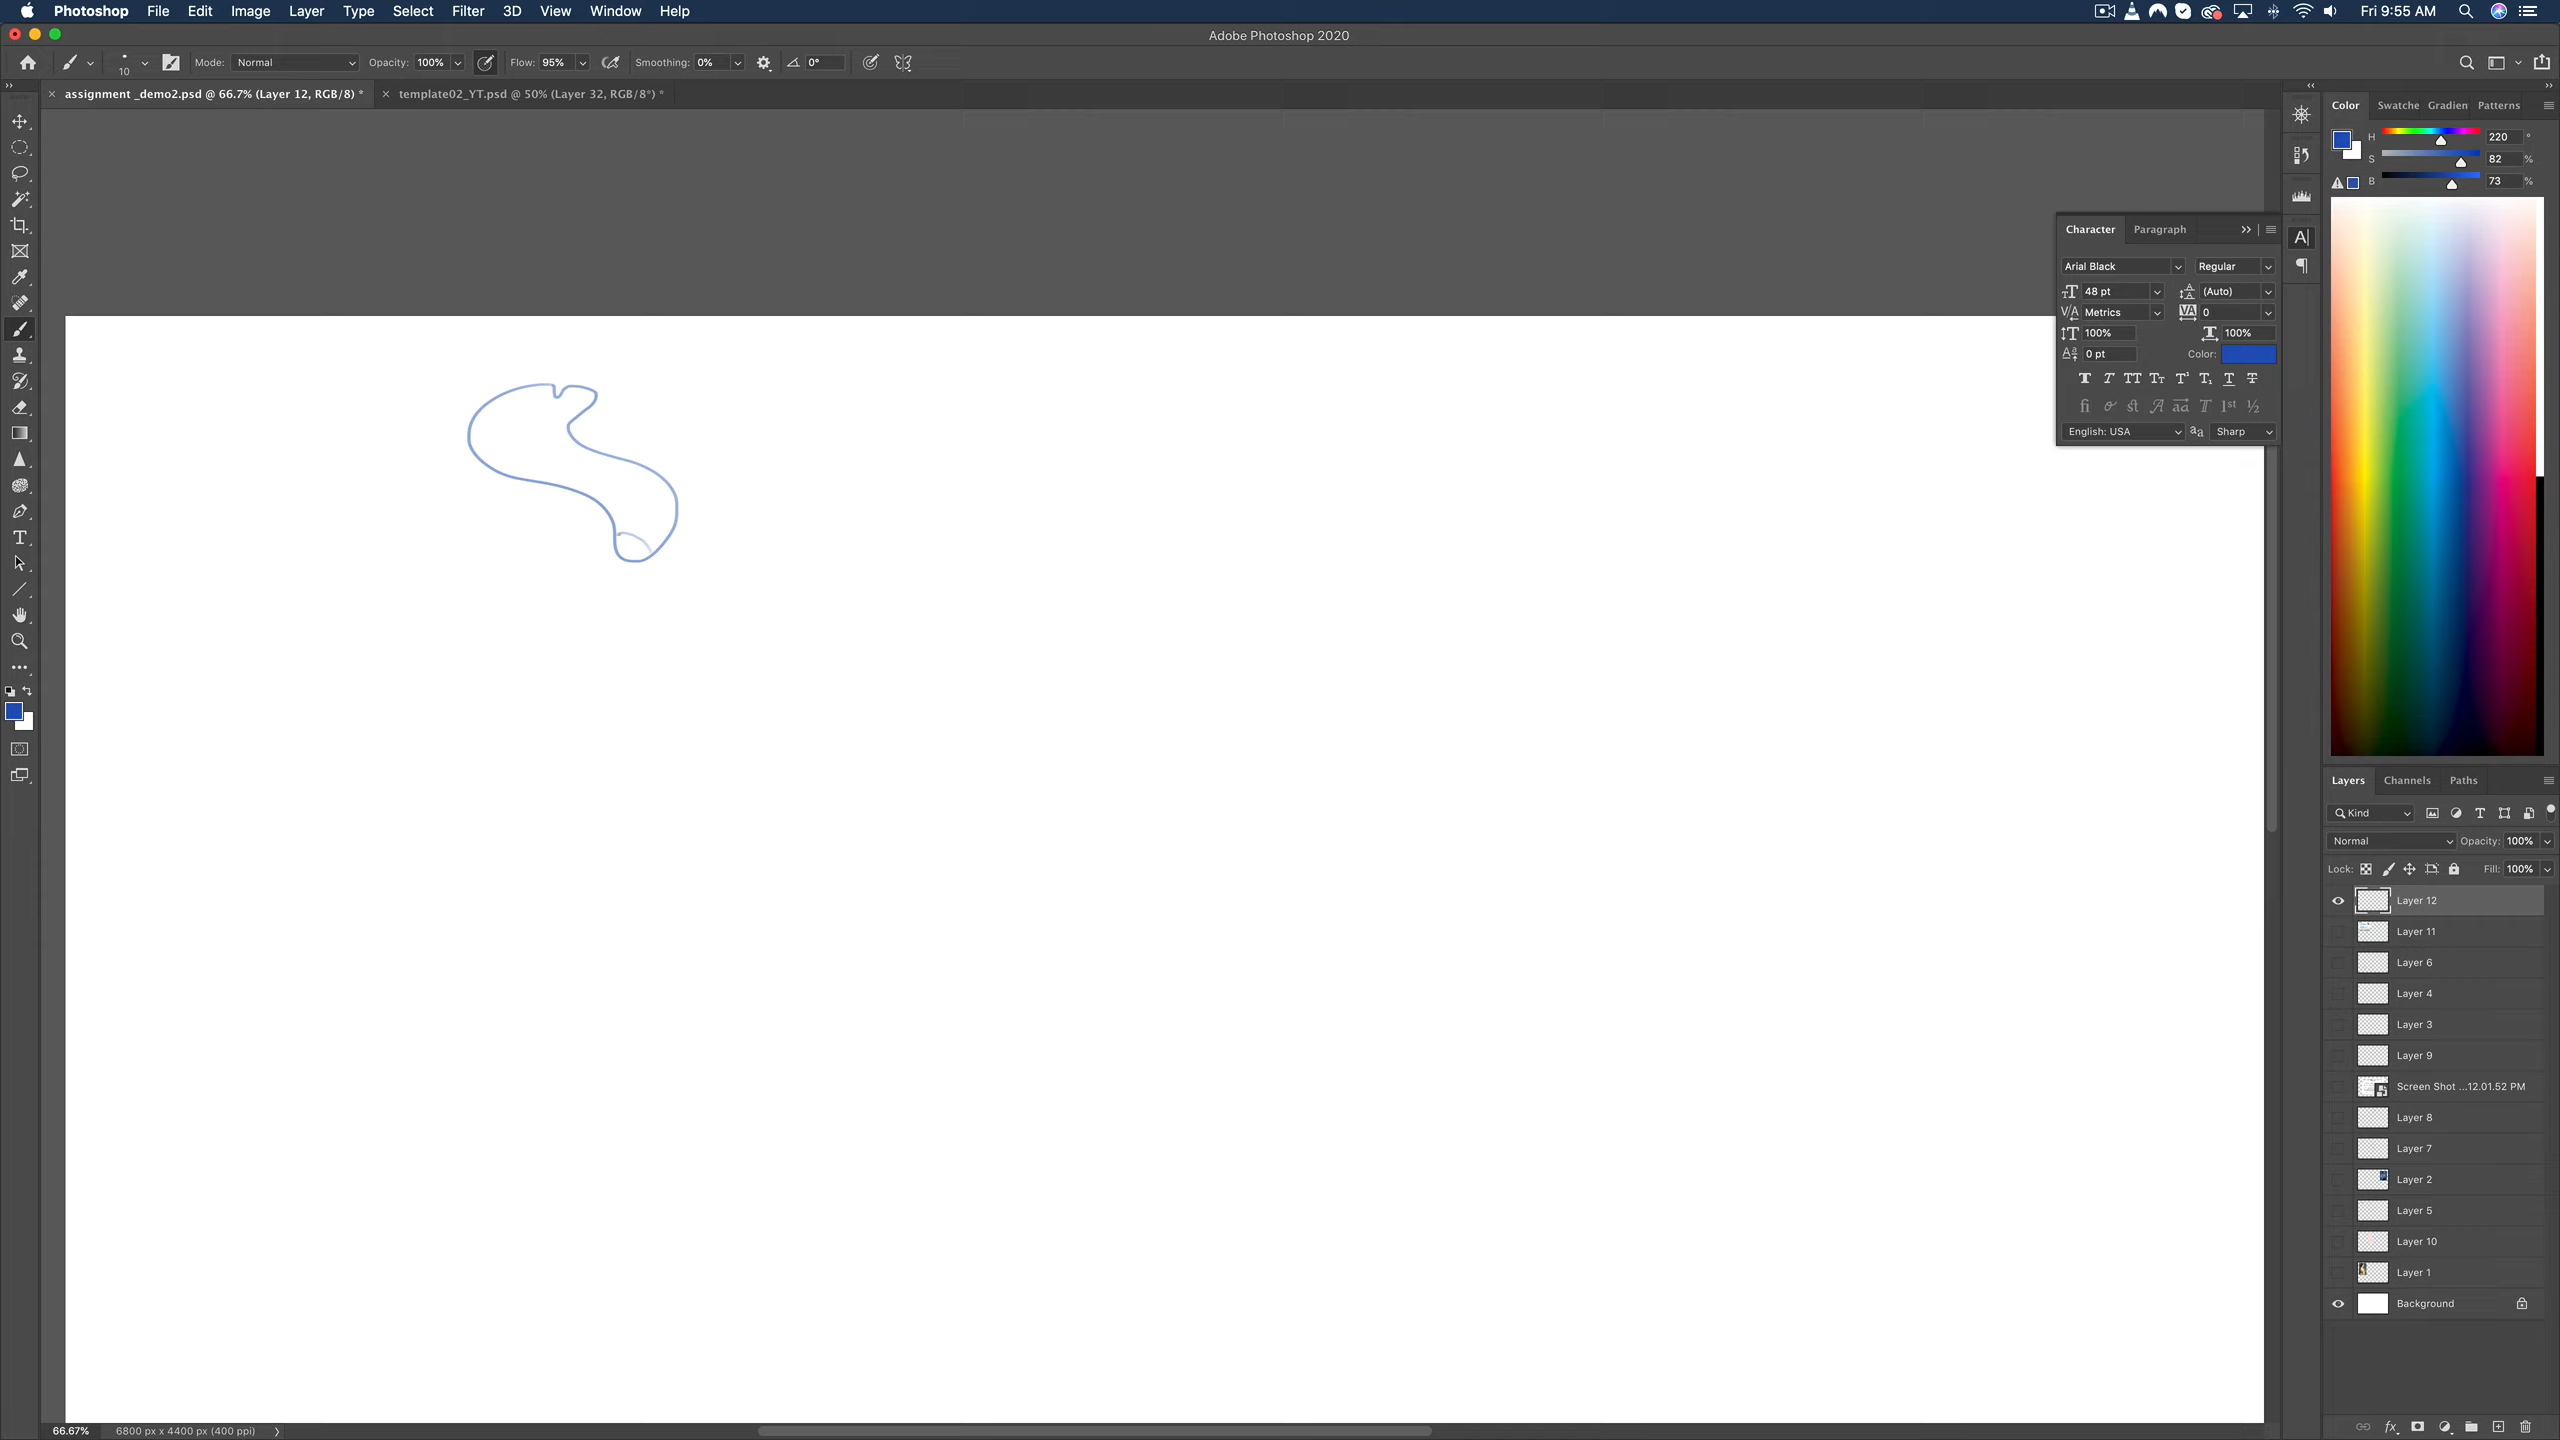 Photoshop File Edit Image Layer Type Select Filter 3D View Window Help Fri 9:55 AM
Adobe Photoshop 2020
10 Mode: Normal Opacity: 100% Flow: 95% Smoothing: 0% 0°
assignment _demo2.psd @ 66.7% (Layer 12, RGB/8) * template02_YT.psd @ 50% (Layer 32, RGB/8*) *
Color Swatche Gradien Patterns
H 220 °
S 82 %
B 73 %
Character Paragraph
Arial Black Regular
48 pt (Auto)
Metrics 0
100% 100%
0 pt Color:
English: USA Sharp
Layers Channels Paths
Kind
Normal Opacity: 100%
Lock: Fill: 100%
Layer 12
Layer 11
Layer 6
Layer 4
Layer 3
Layer 9
Screen Shot ...12.01.52 PM
Layer 8
Layer 7
Layer 2
Layer 5
Layer 10
Layer 1
Background
66.67% 6800 px x 4400 px (400 ppi)